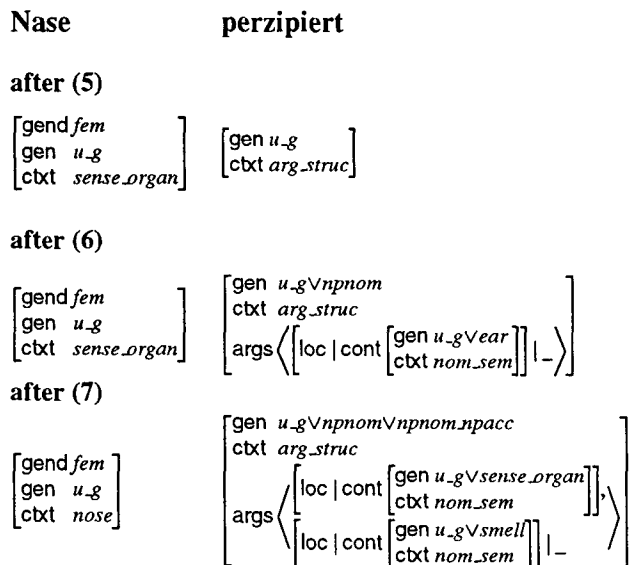 Nase perzipiert
after (5)
gend fem
gen u_g gen u_g
ctxt sense_organ ctxt arg_struc
after (6)
gen u_g∨npnom
gend fem ctxt arg_struc
gen u_g args ⟨[loc | cont [gen u_g∨ear
ctxt sense_organ ctxt nom_sem]] | _⟩
after (7)
gen u_g∨npnom∨npnom_npacc
ctxt arg_struc
gend fem [loc | cont [gen u_g∨sense_organ
gen u_g ctxt nom_sem]],
ctxt nose args ⟨ [loc | cont [gen u_g∨smell
ctxt nom_sem]] | _ ⟩